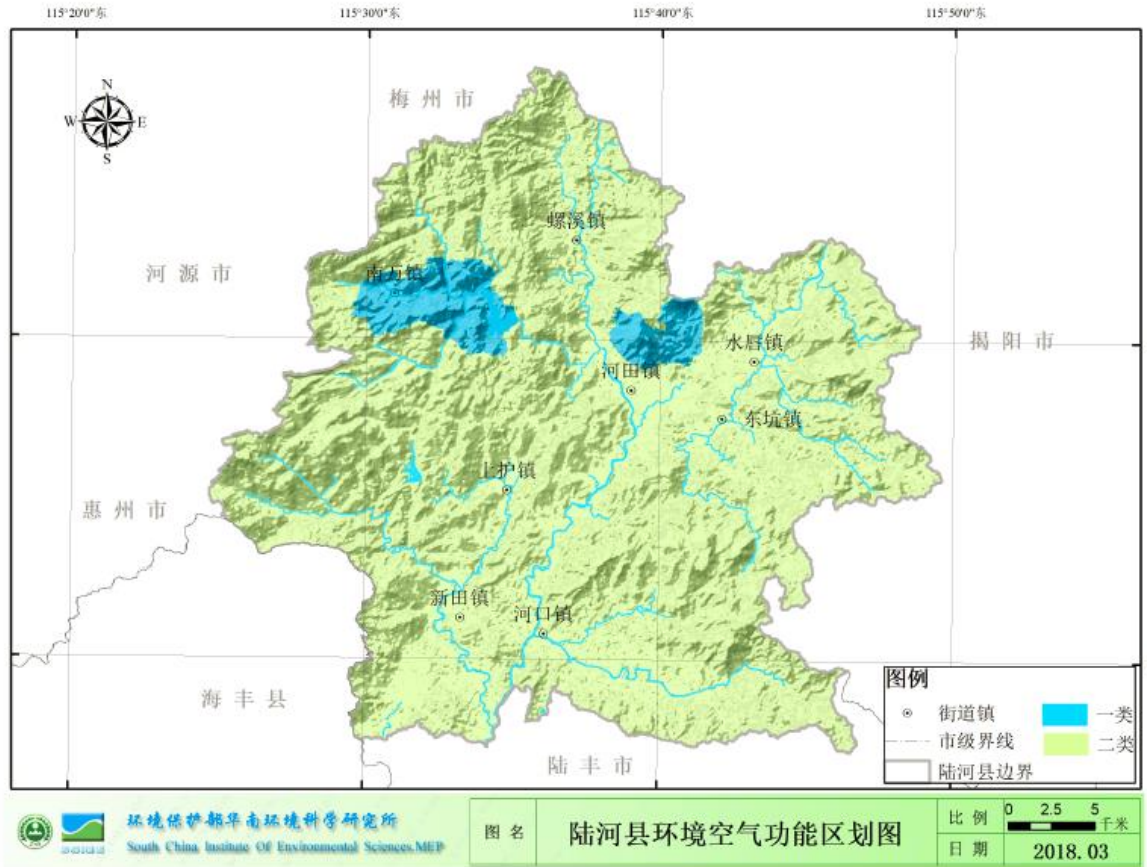 115°20'0"东
115°30'0"东
115°40'0"东
115°50'0"东
N
W
E
S
梅州市
河源市
揭阳市
惠州市
海丰县
陆丰市
螺溪镇
南万镇
水唇镇
河田镇
东坑镇
上护镇
新田镇
河口镇
图例
街道镇
一类
市级界线
二类
陆河县边界
环境保护部华南环境科学研究所
South China Institute Of Environmental Sciences.MEP
图 名
陆河县环境空气功能区划图
比 例
0 2.5 5
千米
日 期
2018.03